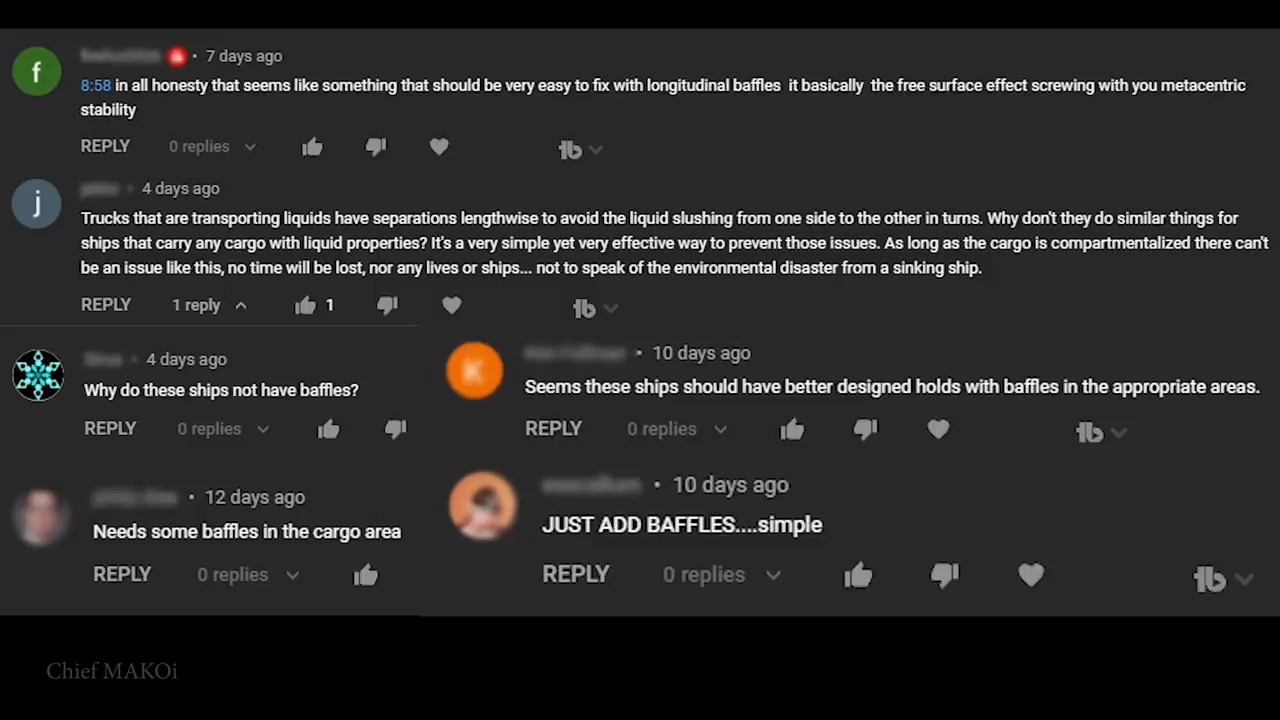 f
7 days ago
8:58 in all honesty that seems like something that should be very easy to fix with longitudinal baffles it basically the free surface effect screwing with you metacentric
stability
REPLY 0 replies
j
4 days ago
Trucks that are transporting liquids have separations lengthwise to avoid the liquid slushing from one side to the other in turns. Why don't they do similar things for
ships that carry any cargo with liquid properties? It's a very simple yet very effective way to prevent those issues. As long as the cargo is compartmentalized there can't
be an issue like this, no time will be lost, nor any lives or ships... not to speak of the environmental disaster from a sinking ship.
REPLY 1 reply 1
4 days ago
Why do these ships not have baffles?
REPLY 0 replies
K
10 days ago
Seems these ships should have better designed holds with baffles in the appropriate areas.
REPLY 0 replies
12 days ago
Needs some baffles in the cargo area
REPLY 0 replies
10 days ago
JUST ADD BAFFLES....simple
REPLY 0 replies
Chief MAKOi